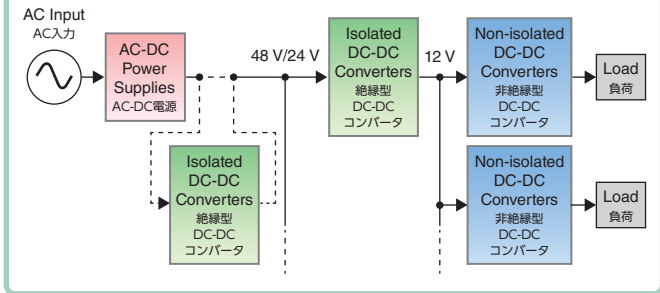 AC Input
AC入力
AC-DC
Power
Supplies
AC-DC電源
48 V/24 V
Isolated
DC-DC
Converters
絶縁型
DC-DC
コンバータ
12 V
Non-isolated
DC-DC
Converters
非絶縁型
DC-DC
コンバータ
Load
負荷
Isolated
DC-DC
Converters
絶縁型
DC-DC
コンバータ
Non-isolated
DC-DC
Converters
非絶縁型
DC-DC
コンバータ
Load
負荷